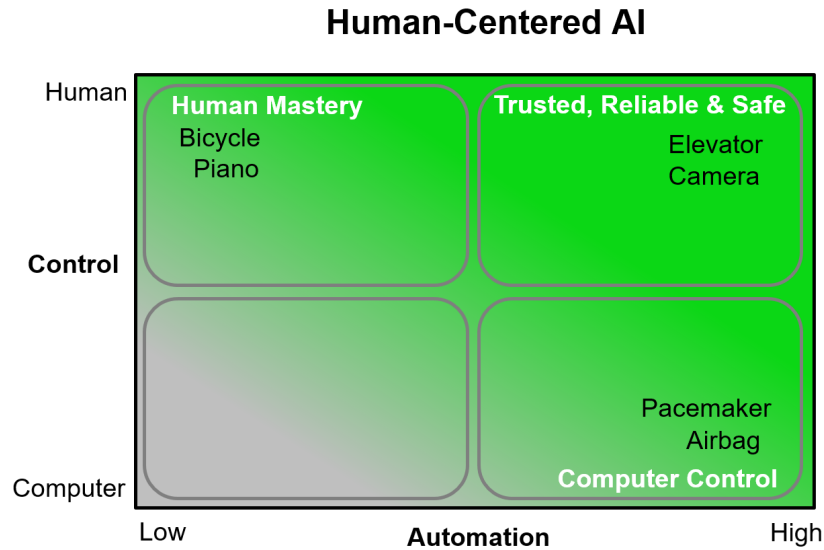 Human-Centered AI
Human
Human Mastery
Trusted, Reliable & Safe
Bicycle
Piano
Elevator
Camera
Control
Pacemaker
Airbag
Computer Control
Computer
Low
Automation
High